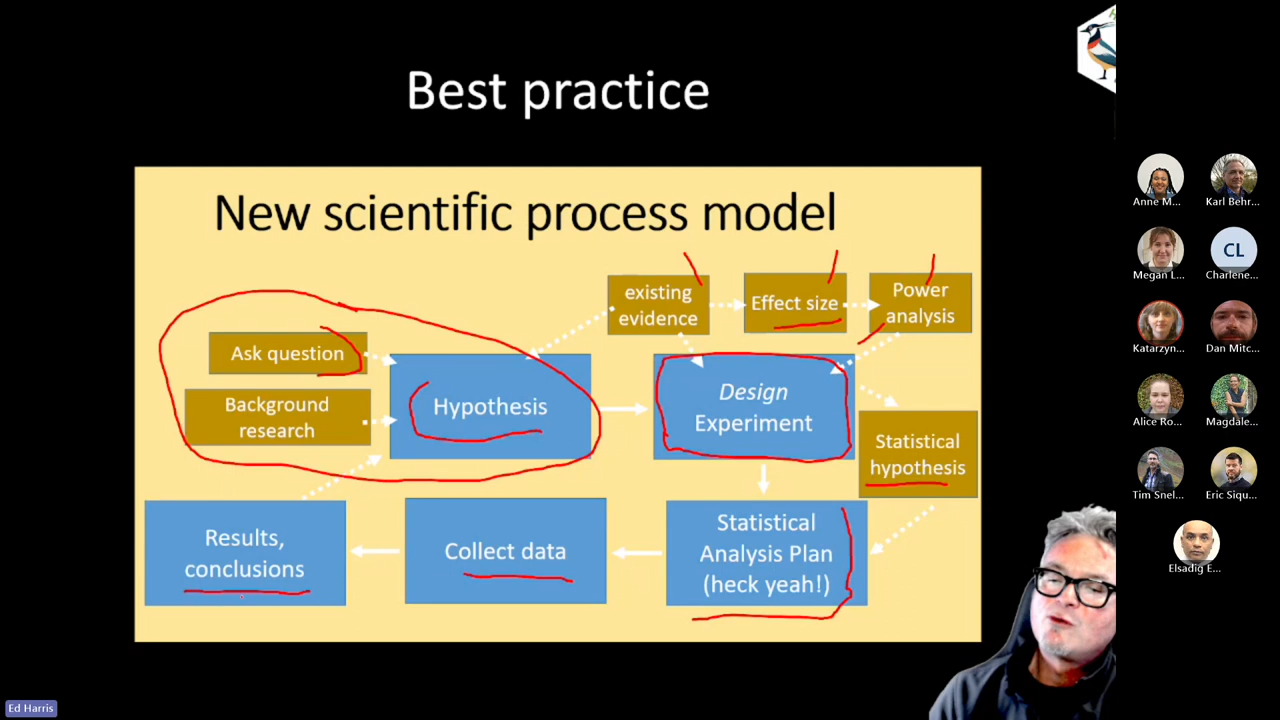 Best practice
New scientific process model
existing
evidence
Effect size
Power
analysis
Ask question
Background
research
Hypothesis
Design
Experiment
Statistical
hypothesis
Results,
conclusions
Collect data
Statistical
Analysis Plan
(heck yeah!)
Anne M...
Karl Behr...
Megan L...
CL
Charlene...
Katarzyn...
Dan Mitc...
Alice Ro...
Magdale...
Tim Snel...
Eric Siqu...
Elsadig E...
Ed Harris